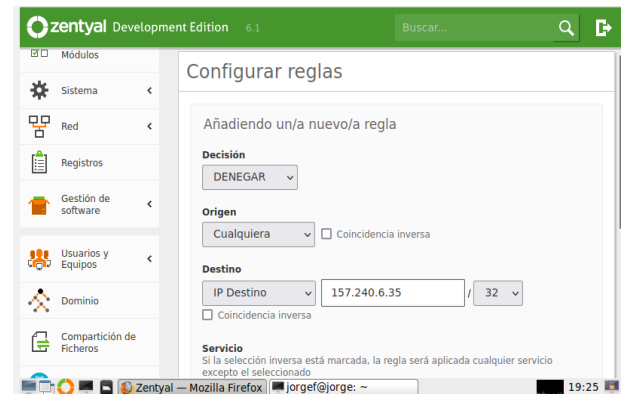 zentyal Development Edition 6.1 Buscar...
Módulos
Sistema
Red
Registros
Gestión de
software
Usuarios y
Equipos
Dominio
Compartición de
Ficheros
Configurar reglas
Añadiendo un/a nuevo/a regla
Decisión
DENEGAR
Origen
Cualquiera Coincidencia inversa
Destino
IP Destino 157.240.6.35 / 32
Coincidencia inversa
Servicio
Si la selección inversa está marcada, la regla será aplicada cualquier servicio
excepto el seleccionado
Zentyal — Mozilla Firefox jorgef@jorge: ~ 19:25